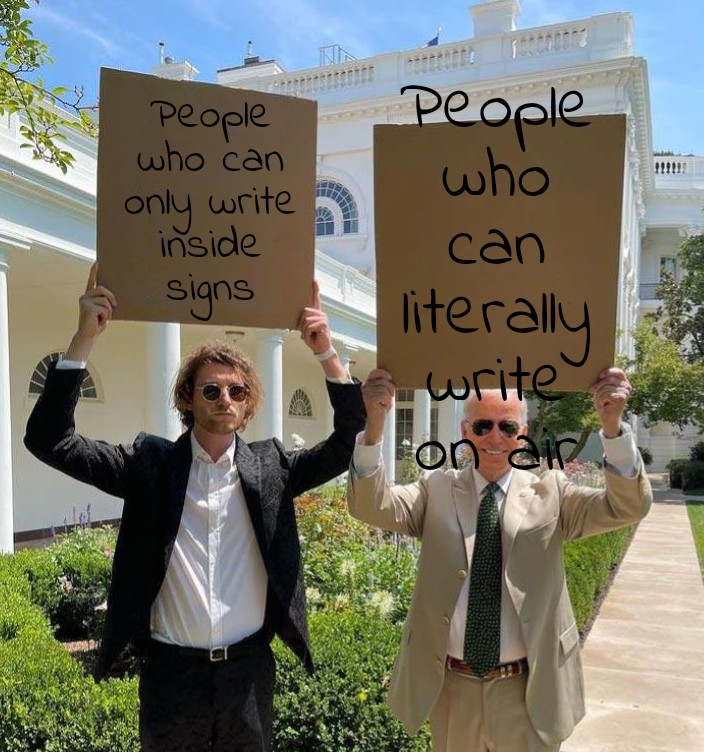 People
who can
only write
inside
signs
People
who
can
literally
write
on air